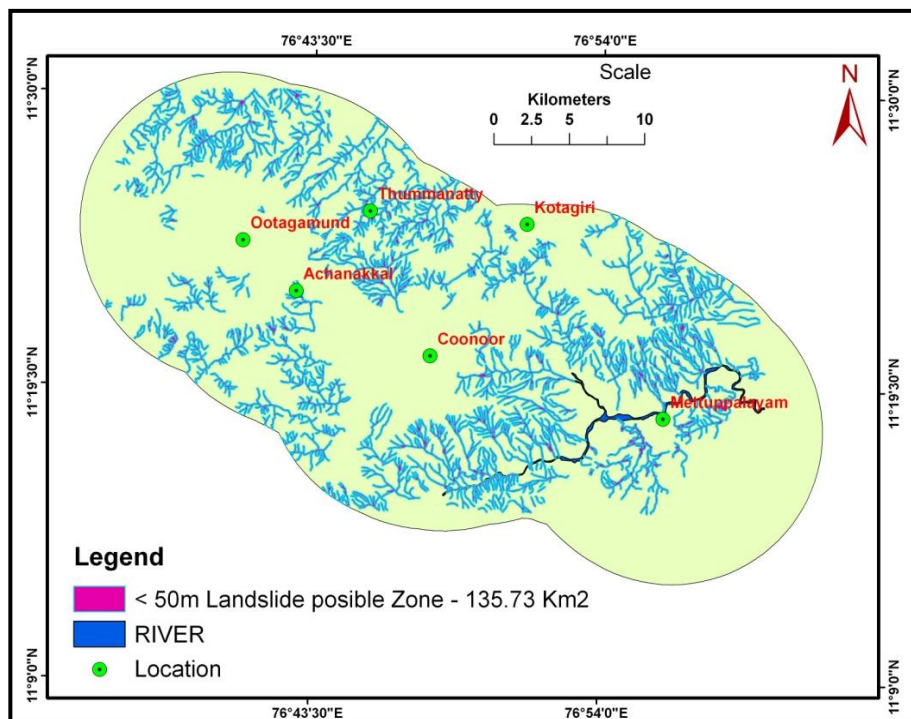 76°43'30"E
76°54'0"E
Scale
Kilometers
0 2.5 5 10
N
11°30'0"N
11°30'0"N
Thummanatty
Kotagiri
Ootagamund
Achanakkal
Coonoor
11°19'30"N
11°19'30"N
Mettuppalayam
Legend
< 50m Landslide posible Zone - 135.73 Km2
RIVER
Location
11°9'0"N
11°9'0"N
76°43'30"E
76°54'0"E